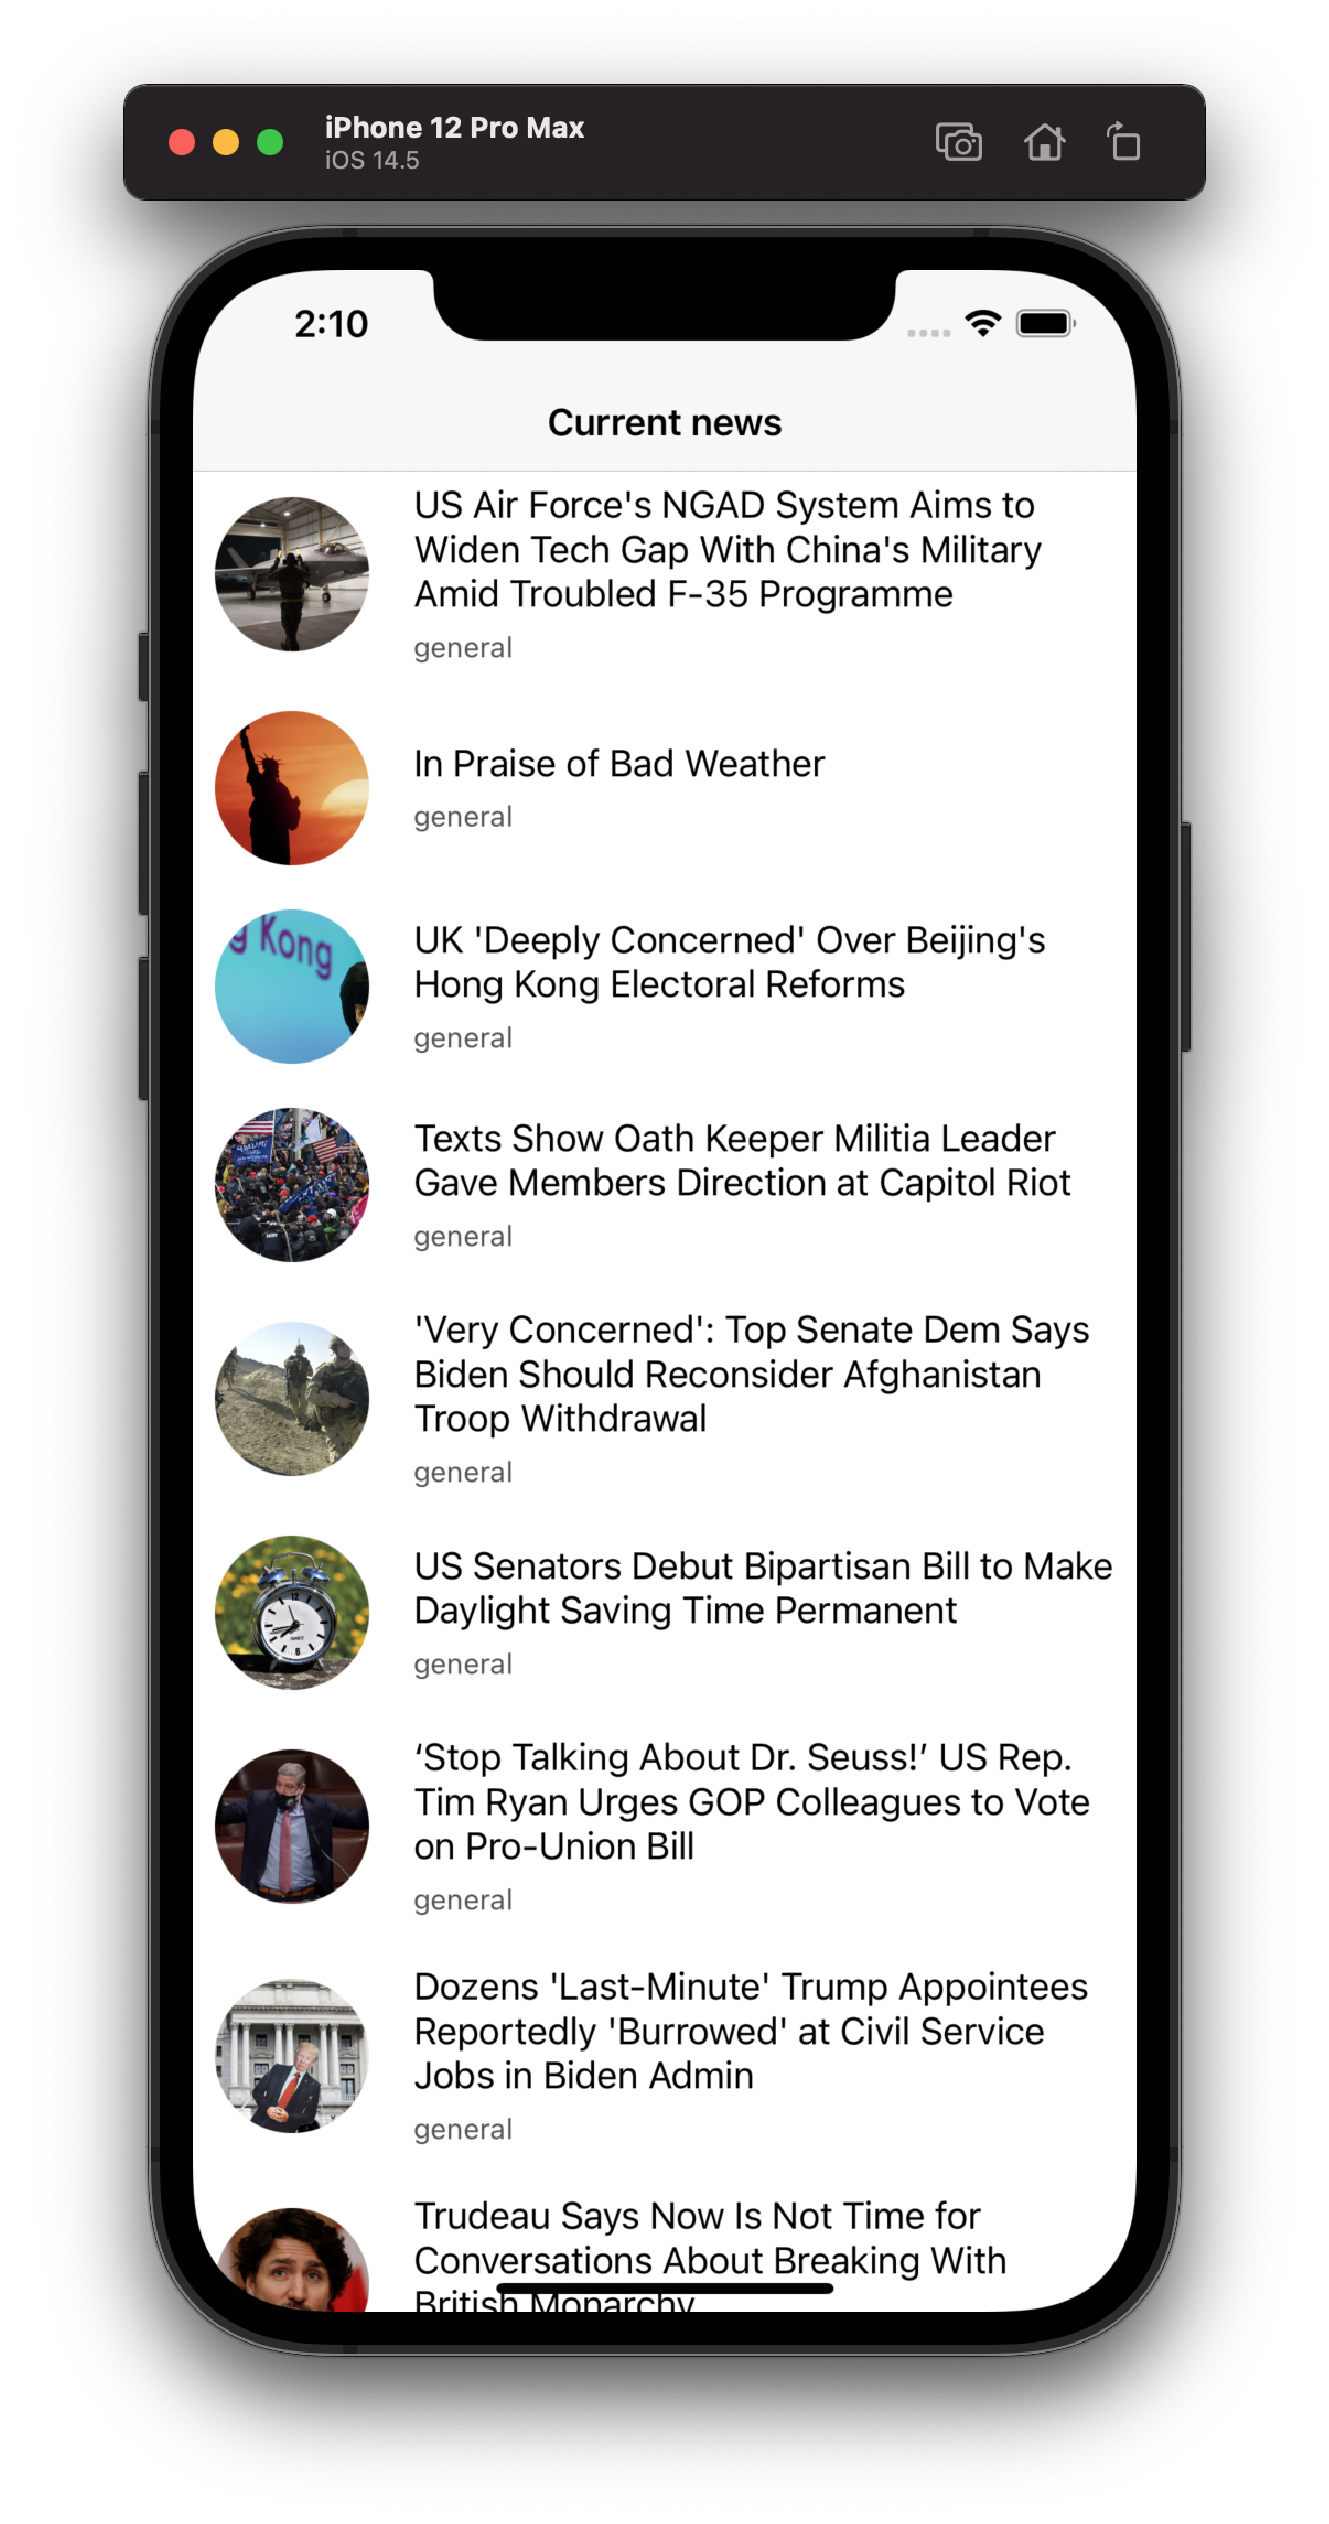 iPhone 12 Pro Max
iOS 14.5
2:10
Current news
US Air Force's NGAD System Aims to
Widen Tech Gap With China's Military
Amid Troubled F-35 Programme
general
In Praise of Bad Weather
general
g Kong
UK 'Deeply Concerned' Over Beijing's
Hong Kong Electoral Reforms
general
Texts Show Oath Keeper Militia Leader
Gave Members Direction at Capitol Riot
general
'Very Concerned': Top Senate Dem Says
Biden Should Reconsider Afghanistan
Troop Withdrawal
general
US Senators Debut Bipartisan Bill to Make
Daylight Saving Time Permanent
general
‘Stop Talking About Dr. Seuss!’ US Rep.
Tim Ryan Urges GOP Colleagues to Vote
on Pro-Union Bill
general
Dozens 'Last-Minute' Trump Appointees
Reportedly 'Burrowed' at Civil Service
Jobs in Biden Admin
general
Trudeau Says Now Is Not Time for
Conversations About Breaking With
British Monarchy